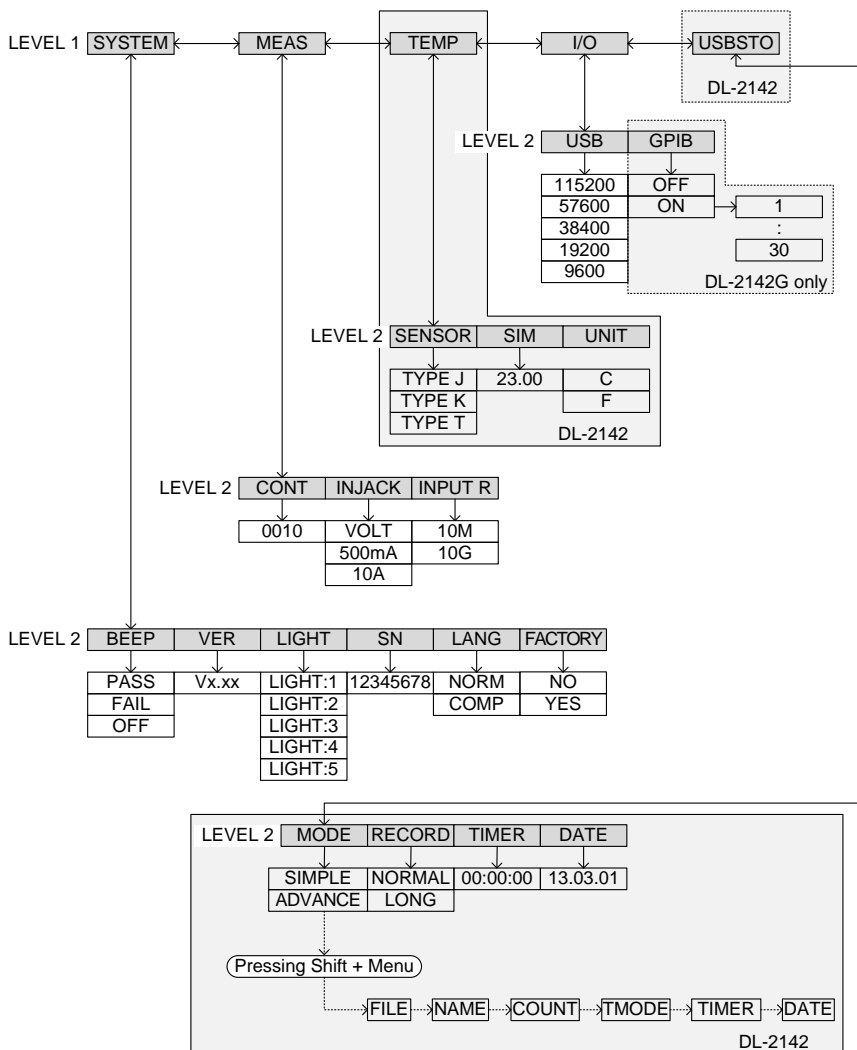 LEVEL 1 SYSTEM MEAS TEMP I/O USBSTO
DL-2142
LEVEL 2 USB GPIB
115200 OFF
57600 ON 1
38400 :
19200 30
9600
DL-2142G only
LEVEL 2 SENSOR SIM UNIT
TYPE J 23.00 C
TYPE K F
TYPE T
DL-2142
LEVEL 2 CONT INJACK INPUT R
0010 VOLT 10M
500mA 10G
10A
LEVEL 2 BEEP VER LIGHT SN LANG FACTORY
PASS Vx.xx LIGHT:1 12345678 NORM NO
FAIL LIGHT:2 COMP YES
OFF LIGHT:3
LIGHT:4
LIGHT:5
LEVEL 2 MODE RECORD TIMER DATE
SIMPLE NORMAL 00:00:00 13.03.01
ADVANCE LONG
Pressing Shift + Menu
FILE NAME COUNT TMODE TIMER DATE
DL-2142